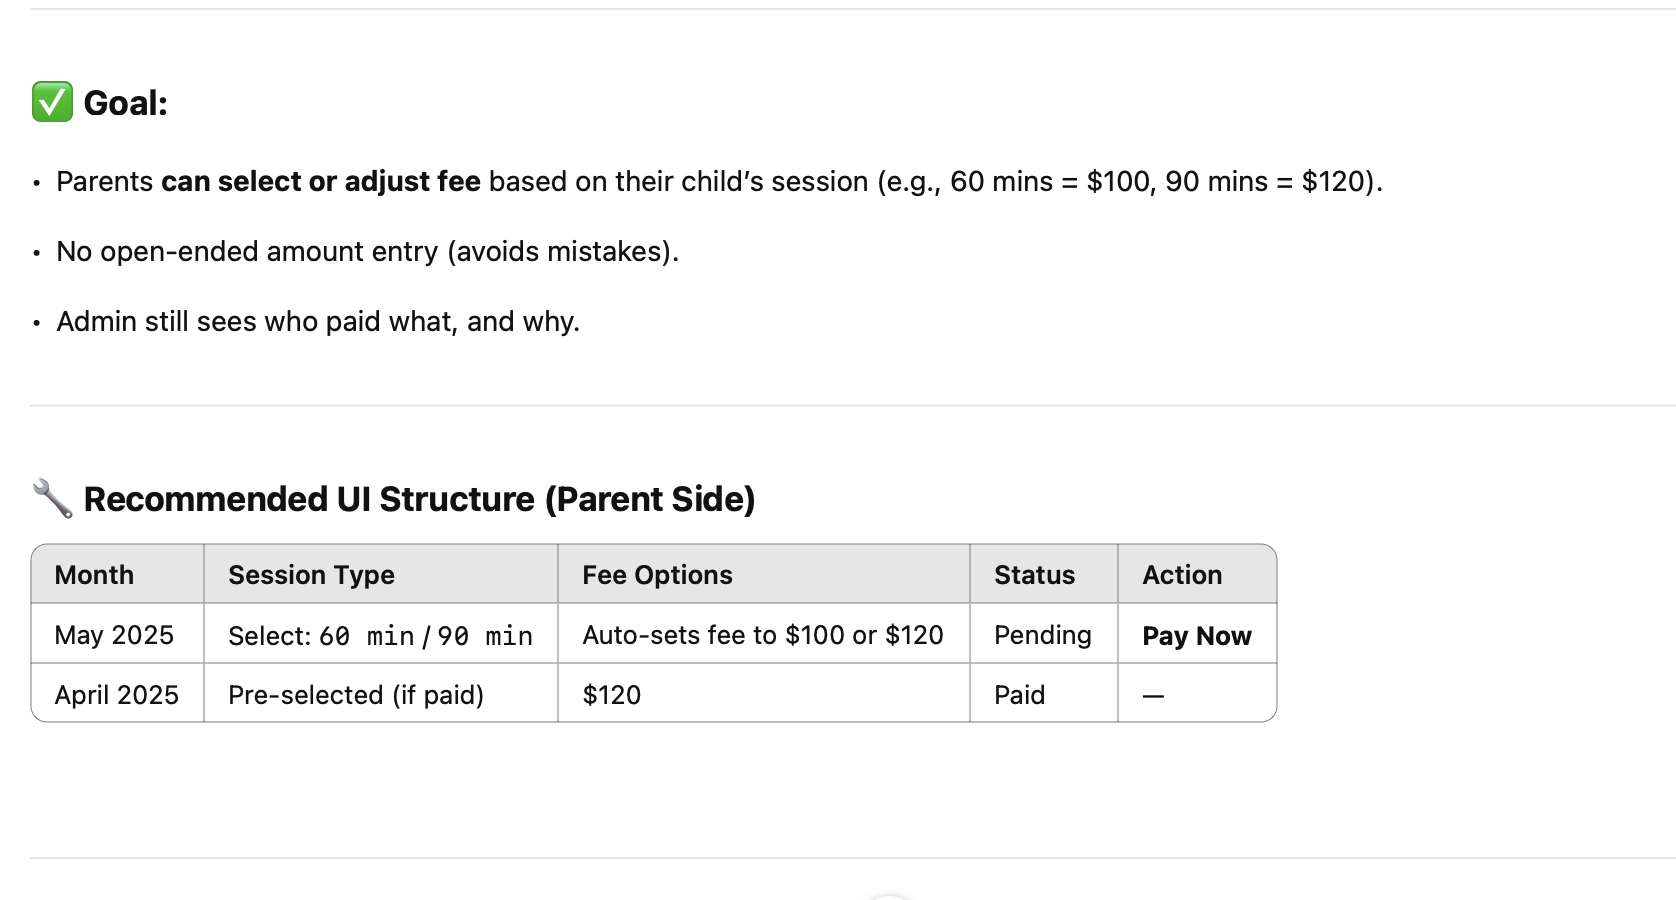 ✅ Goal:
• Parents can select or adjust fee based on their child’s session (e.g., 60 mins = $100, 90 mins = $120).
• No open-ended amount entry (avoids mistakes).
• Admin still sees who paid what, and why.
🔧 Recommended UI Structure (Parent Side)
Month Session Type Fee Options Status Action
May 2025 Select: 60 min / 90 min Auto-sets fee to $100 or $120 Pending Pay Now
April 2025 Pre-selected (if paid) $120 Paid —